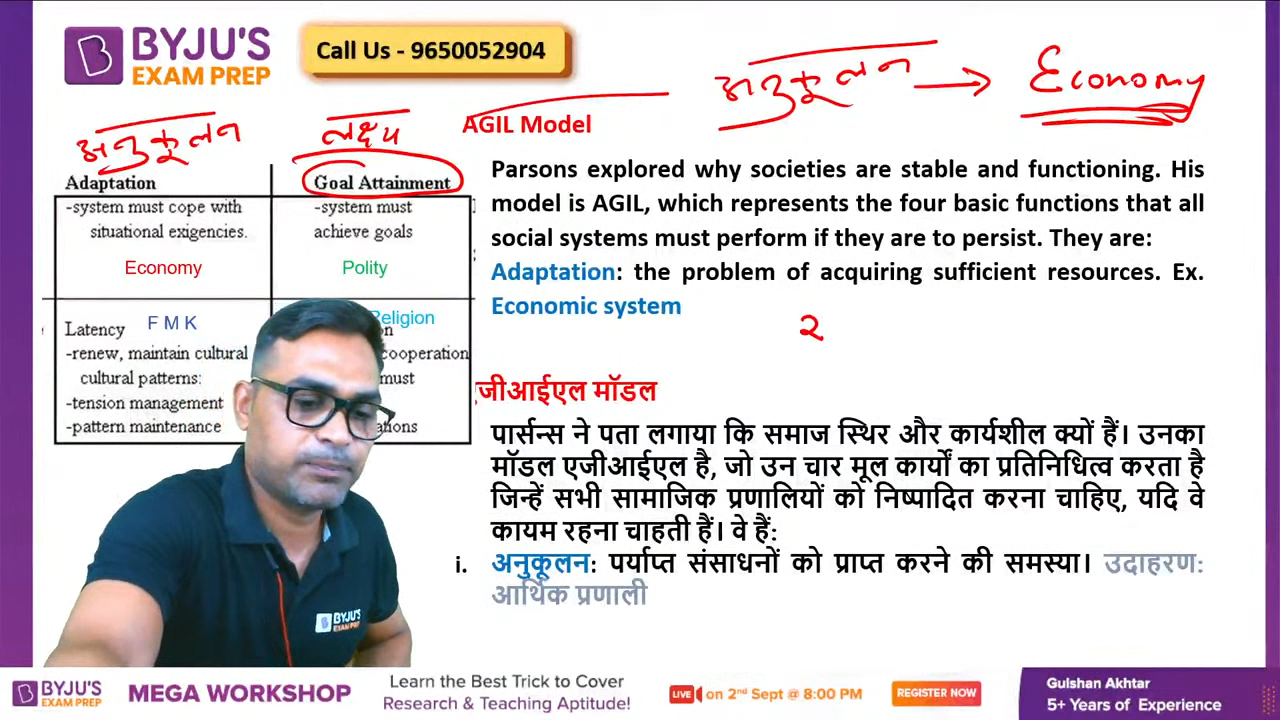 BYJU'S
EXAM PREP
Call Us - 9650052904
अनुकूलन → Economy
अनुकूलन
लक्ष्य
AGIL Model
Adaptation
Goal Attainment
-system must cope with
situational exigencies.
Economy
-system must
achieve goals
Polity
Latency F M K
-renew, maintain cultural
cultural patterns:
-tension management
-pattern maintenance
Religion
cooperation
must
Parsons explored why societies are stable and functioning. His
model is AGIL, which represents the four basic functions that all
social systems must perform if they are to persist. They are:
Adaptation: the problem of acquiring sufficient resources. Ex.
Economic system
२
एजीआईएल मॉडल
पार्सन्स ने पता लगाया कि समाज स्थिर और कार्यशील क्यों हैं। उनका
मॉडल एजीआईएल है, जो उन चार मूल कार्यों का प्रतिनिधित्व करता है
जिन्हें सभी सामाजिक प्रणालियों को निष्पादित करना चाहिए, यदि वे
कायम रहना चाहती हैं। वे हैं:
i. अनुकूलन: पर्याप्त संसाधनों को प्राप्त करने की समस्या। उदाहरण:
आर्थिक प्रणाली
BYJU'S
EXAM PREP
BYJU'S
EXAM PREP
MEGA WORKSHOP
Learn the Best Trick to Cover
Research & Teaching Aptitude!
LIVE on 2nd Sept @ 8:00 PM
REGISTER NOW
Gulshan Akhtar
5+ Years of Experience